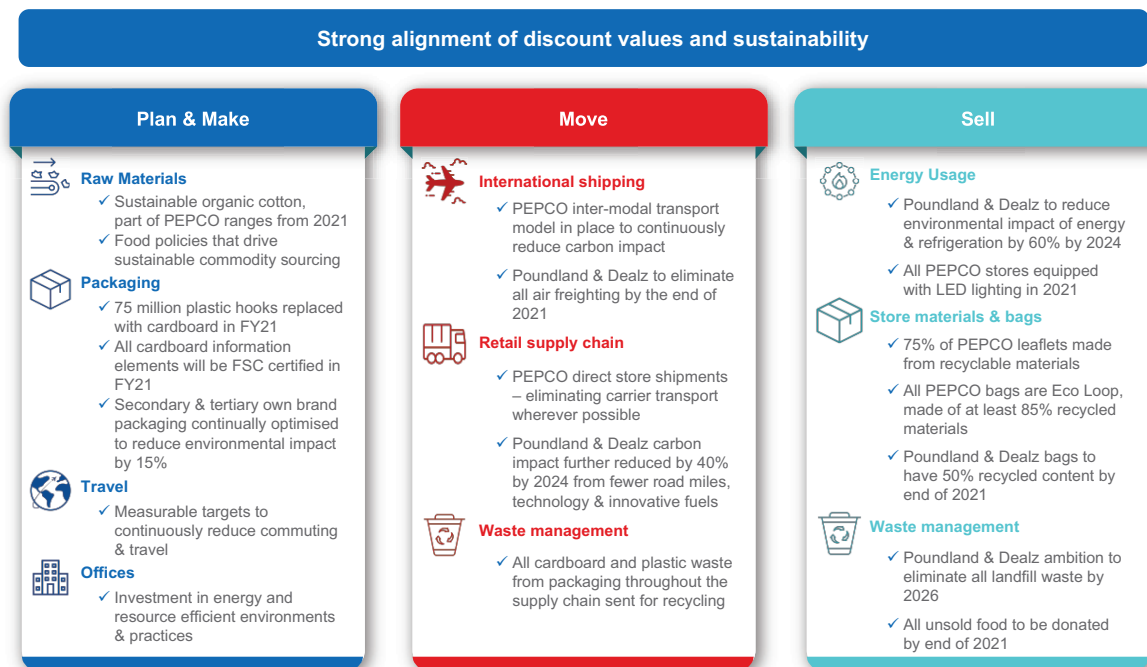 Strong alignment of discount values and sustainability
Plan & Make
Raw Materials
✓ Sustainable organic cotton,
part of PEPCO ranges from 2021
✓ Food policies that drive
sustainable commodity sourcing
Packaging
✓ 75 million plastic hooks replaced
with cardboard in FY21
✓ All cardboard information
elements will be FSC certified in
FY21
✓ Secondary & tertiary own brand
packaging continually optimised
to reduce environmental impact
by 15%
Travel
✓ Measurable targets to
continuously reduce commuting
& travel
Offices
✓ Investment in energy and
resource efficient environments
& practices
Move
International shipping
✓ PEPCO inter-modal transport
model in place to continuously
reduce carbon impact
✓ Poundland & Dealz to eliminate
all air freighting by the end of
2021
Retail supply chain
✓ PEPCO direct store shipments
– eliminating carrier transport
wherever possible
✓ Poundland & Dealz carbon
impact further reduced by 40%
by 2024 from fewer road miles,
technology & innovative fuels
Waste management
✓ All cardboard and plastic waste
from packaging throughout the
supply chain sent for recycling
Sell
Energy Usage
✓ Poundland & Dealz to reduce
environmental impact of energy
& refrigeration by 60% by 2024
✓ All PEPCO stores equipped
with LED lighting in 2021
Store materials & bags
✓ 75% of PEPCO leaflets made
from recyclable materials
✓ All PEPCO bags are Eco Loop,
made of at least 85% recycled
materials
✓ Poundland & Dealz bags to
have 50% recycled content by
end of 2021
Waste management
✓ Poundland & Dealz ambition to
eliminate all landfill waste by
2026
✓ All unsold food to be donated
by end of 2021